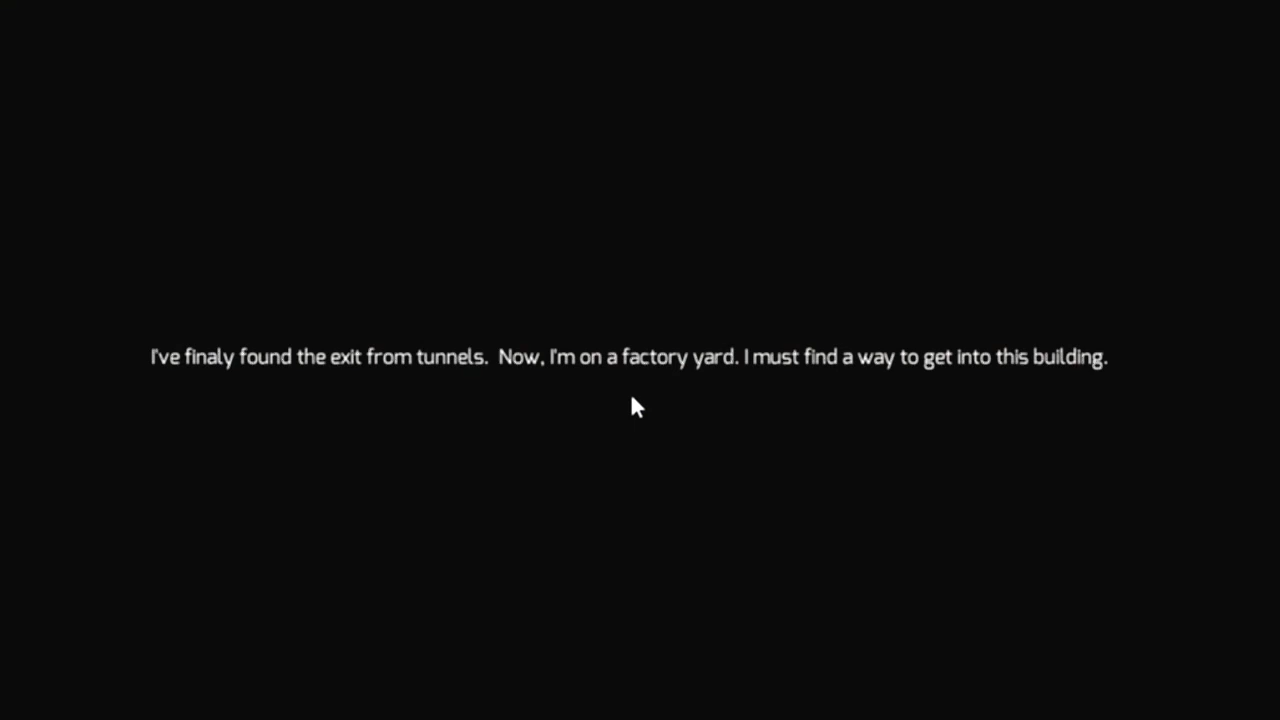 I've finaly found the exit from tunnels.  Now, I'm on a factory yard. I must find a way to get into this building.